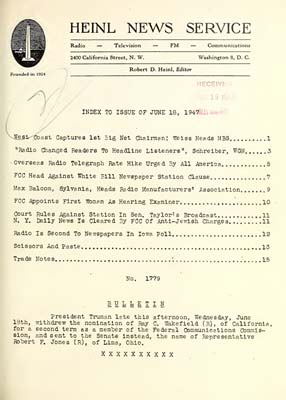 HEINL NEWS SERVICE
Radio — Television — FM — Communications
2400 California Street, N. W. Washington 8, D. C.
Founded in 1924
Robert D. Heinl, Editor
RECEIVED
INDEX TO ISSUE OF JUNE 18, 1947
West Coast Captures 1st Big Net Chairman; Weiss Heads MBS.........1
"Radio Changed Readers To Headline Listeners", Schreiber, WGN......3
Overseas Radio Telegraph Rate Hike Urged By All America............5
FCC Head Against White Bill Newspaper Station Clause...............7
Max Balcom, Sylvania, Heads Radio Manufacturers' Association.......9
FCC Appoints First Woman As Hearing Examiner......................10
Court Rules Against Station In Sen. Taylor's Broadcast............11
N. Y. Daily News Is Cleared By FCC Of Anti-Jewish Charges.........11
Radio Is Second To Newspapers In Iowa Poll........................12
Scissors And Paste................................................13
Trade Notes.......................................................15
No. 1779
BULLETIN
President Truman late this afternoon, Wednesday, June
18th, withdrew the nomination of Ray C. Wakefield (R), of California,
for a second term as a member of the Federal Communications Commis-
sion, and sent to the Senate instead, the name of Representative
Robert F. Jones (R), of Lima, Ohio.
X X X X X X X X X X